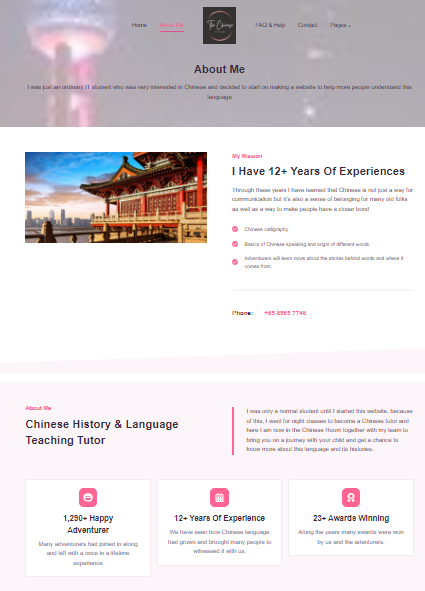 Home About Me The Chinese FAQ & Help Contact Pages
About Me
I was just an ordinary IT student who was very interested in Chinese and decided to start on making a website to help more people understand this
language
My Mission
I Have 12+ Years Of Experiences
Through these years I have learned that Chinese is not just a way for
communication but it's also a sense of belonging for many old folks
as well as a way to make people have a closer bond
Chinese calligraphy
Basics of Chinese speaking and origin of different words
Adventurers will learn more about the stories behind words and where it
comes from
Phone: +65 8565 7746
About Me
Chinese History & Language
Teaching Tutor
I was only a normal student until I started this website, because
of this, I went for night classes to become a Chinese tutor and
here I am now in the Chinese Room together with my team to
bring you on a journey with your child and get a chance to
know more about this language and its histories.
1,290+ Happy
Adventurer
Many adventurers had joined in along
and left with a once in a lifetime
experience
12+ Years Of Experience
We have seen how Chinese language
had grown and brought many people to
witnessed it with us.
23+ Awards Winning
Along the years many awards were won
by us and the adventurers.